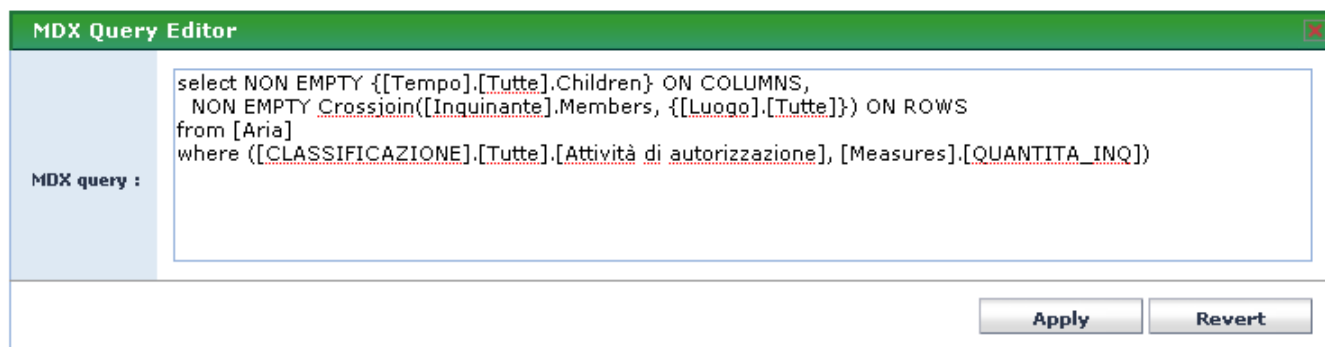 MDX Query Editor
select NON EMPTY {[Tempo].[Tutte].Children} ON COLUMNS,
NON EMPTY Crossjoin([Inquinante].Members, {[Luogo].[Tutte]}) ON ROWS
from [Aria]
where ([CLASSIFICAZIONE].[Tutte].[Attività di autorizzazione], [Measures].[QUANTITA_INQ])
MDX query :
Apply Revert